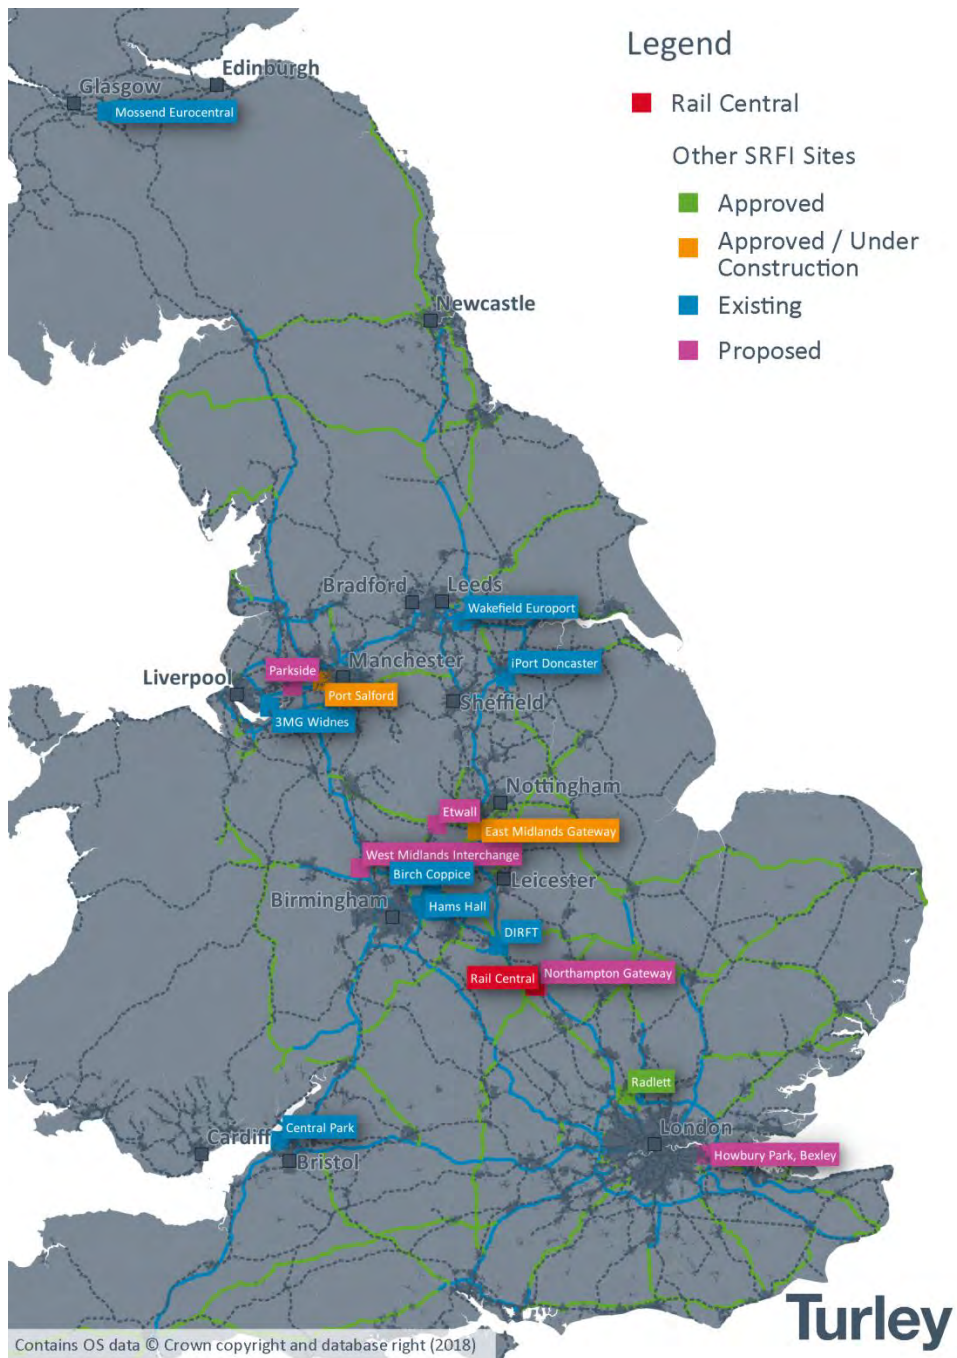 Legend
Rail Central
Other SRFI Sites
Approved
Approved / Under
Construction
Existing
Proposed
Edinburgh
Glasgow
Mossend Eurocentral
Newcastle
Bradford
Leeds
Wakefield Europort
Manchester
iPort Doncaster
Parkside
Liverpool
Port Salford
Sheffield
3MG Widnes
Nottingham
Etwall
East Midlands Gateway
West Midlands Interchange
Birch Coppice
Leicester
Birmingham
Hams Hall
DIRFT
Rail Central
Northampton Gateway
Radlett
London
Central Park
Cardiff
Howbury Park, Bexley
Bristol
Turley
Contains OS data © Crown copyright and database right (2018)